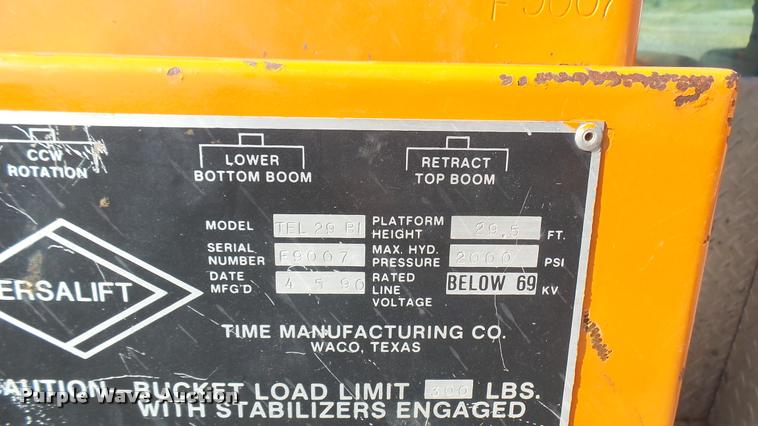 F 9007
CCW
ROTATION
LOWER
BOTTOM BOOM
RETRACT
TOP BOOM
MODEL TEL 29 PI PLATFORM HEIGHT 29.5 FT.
SERIAL NUMBER F9007 MAX. HYD. PRESSURE 2000 PSI
DATE MFG'D 4 5 90 RATED LINE VOLTAGE BELOW 69 KV
ERSALIFT
TIME MANUFACTURING CO.
WACO, TEXAS
CAUTION-BUCKET LOAD LIMIT 300 LBS.
WITH STABILIZERS ENGAGED
Purple Wave Auction